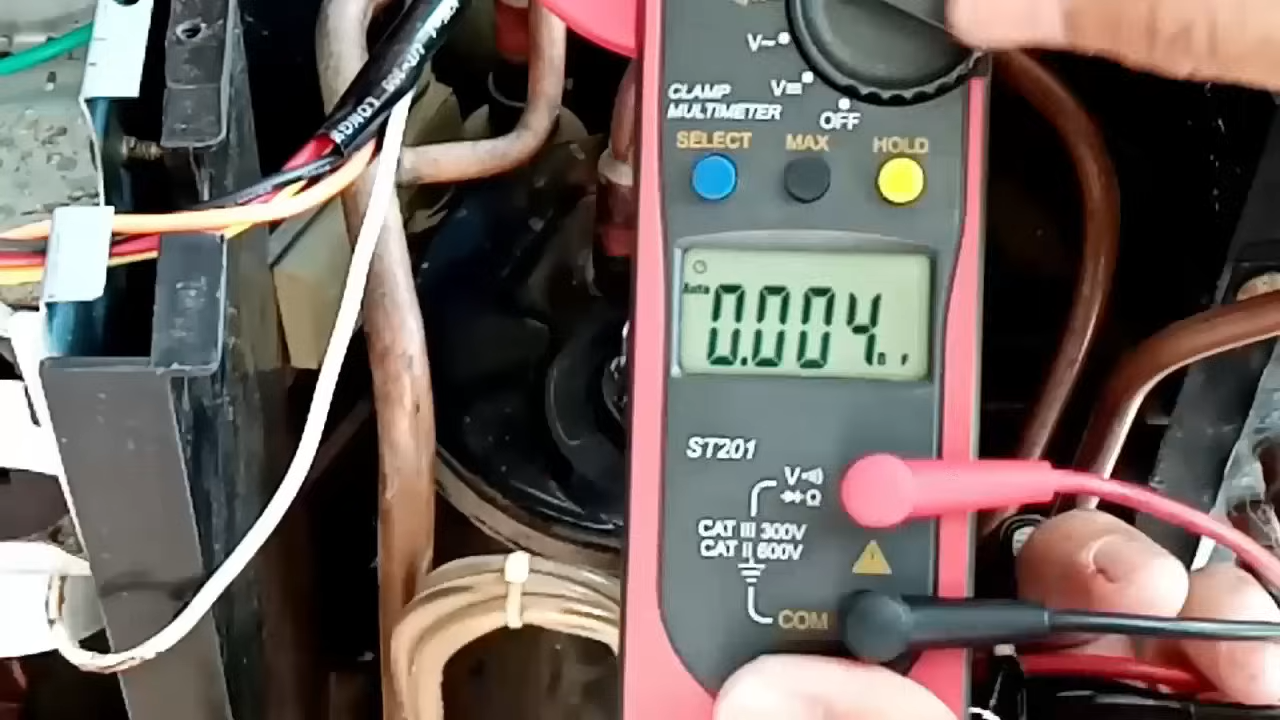 V~
V
OFF
CLAMP
MULTIMETER
SELECT MAX HOLD
Auto
0.004
ST201
V
Ω
CAT III 300V
CAT II 600V
COM